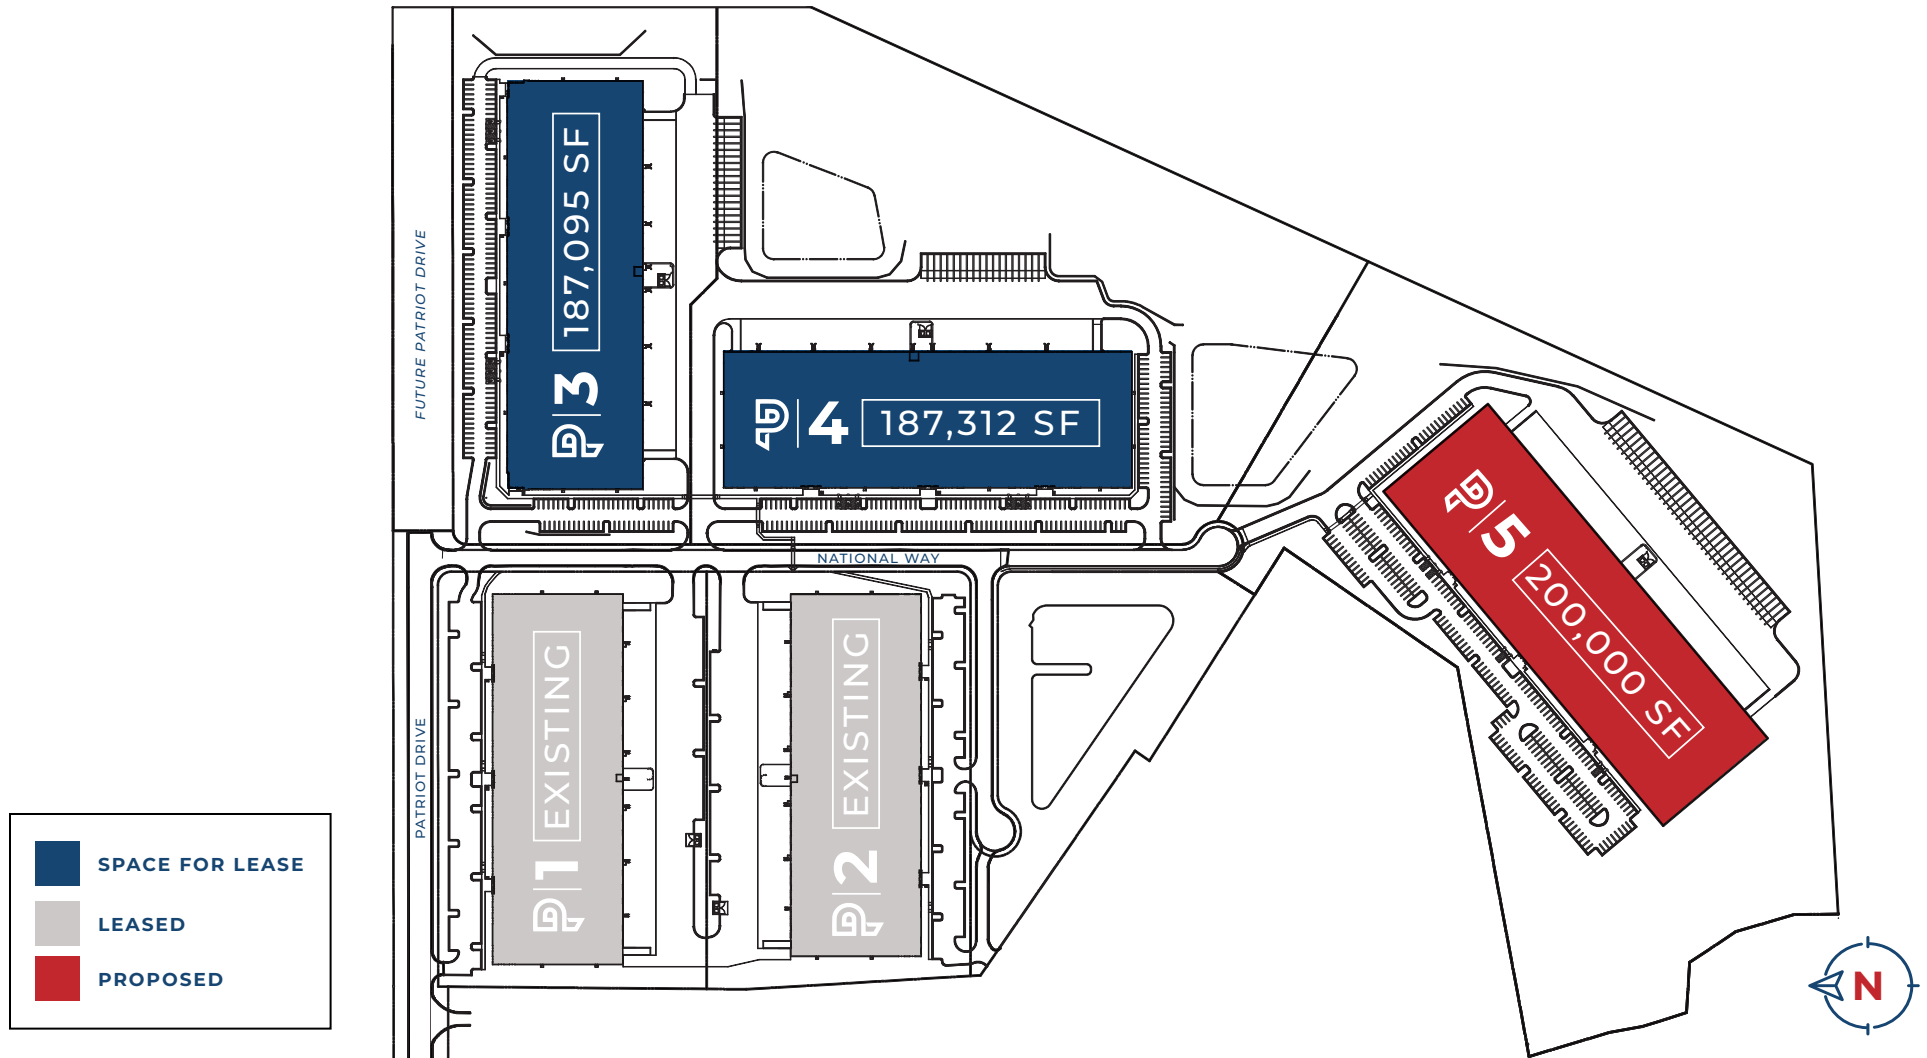 FUTURE PATRIOT DRIVE
3
187,095 SF
4
187,312 SF
NATIONAL WAY
5
200,000 SF
PATRIOT DRIVE
1
EXISTING
2
EXISTING
SPACE FOR LEASE
LEASED
PROPOSED
N